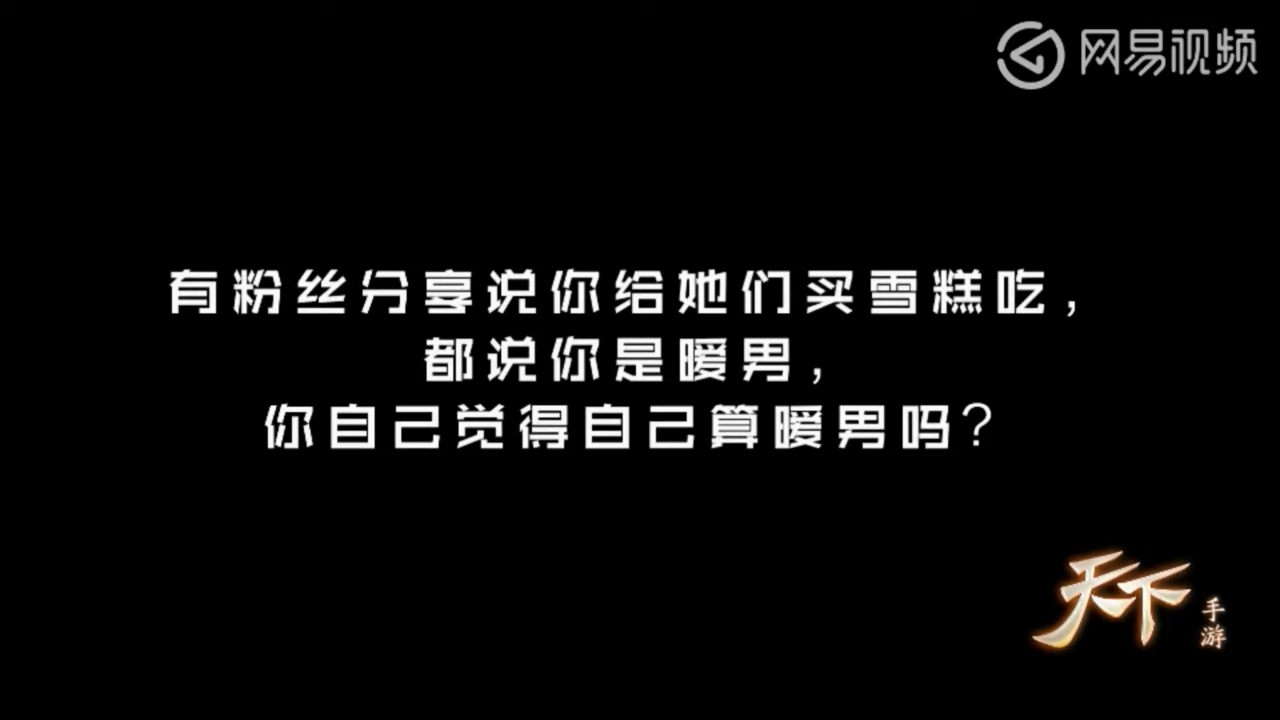 网易视频
有粉丝分享说你给她们买雪糕吃，
都说你是暖男，
你自己觉得自己算暖男吗？
天下
手游